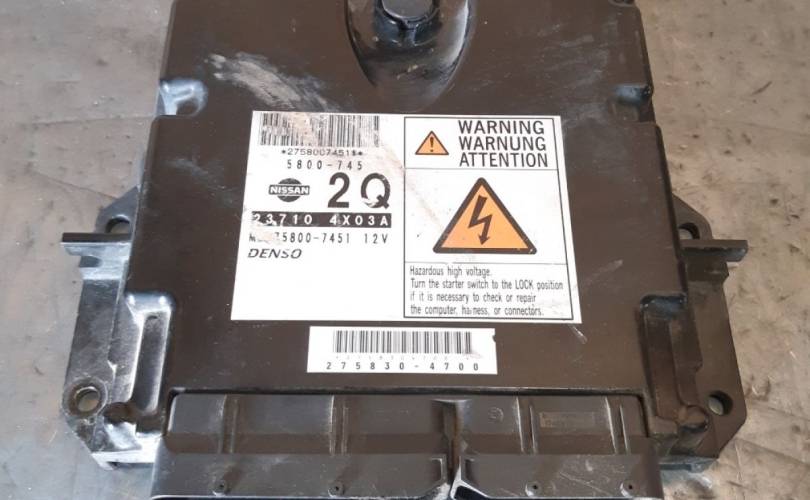 *2758007451$*
5800-745
NISSAN
2Q
23710 4X03A
5800-7451 12V
DENSO
WARNING
WARNUNG
ATTENTION
Hazardous high voltage.
Turn the starter switch to the LOCK position
if it is necessary to check or repair
the computer, harness, or connectors.
275830-4700